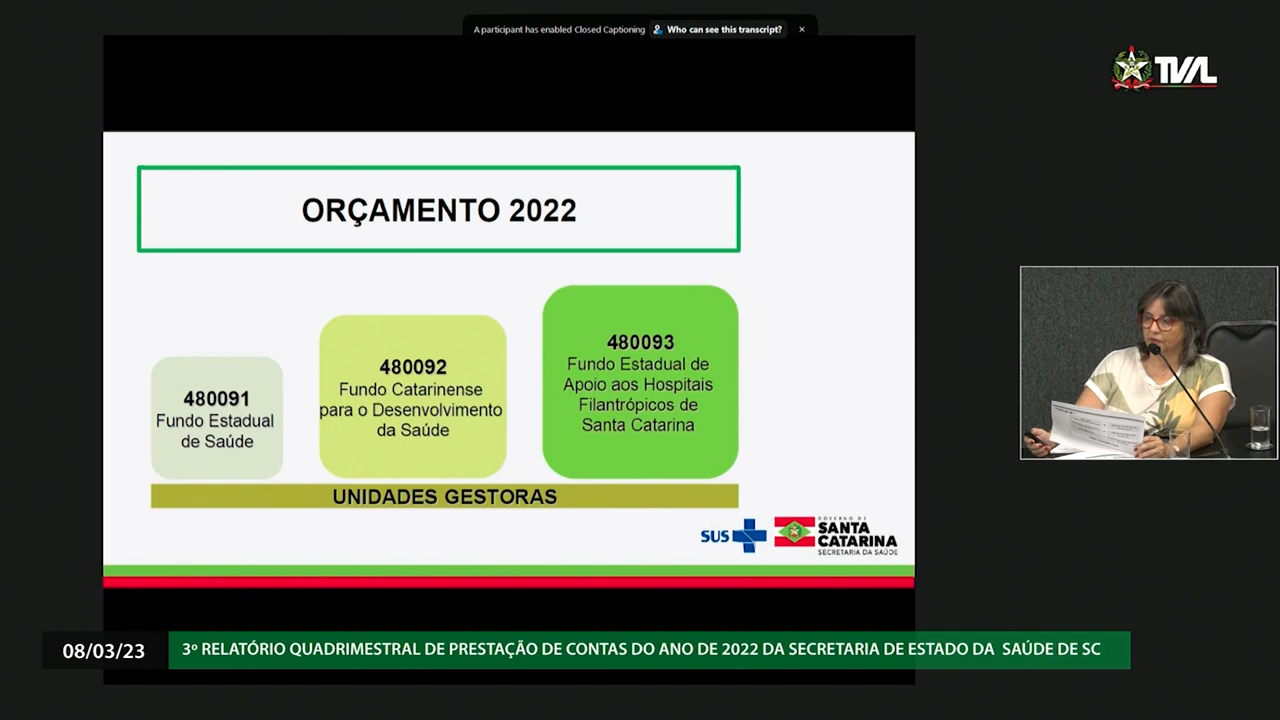 A participant has enabled Closed Captioning Who can see this transcript? ×
TVAL
ORÇAMENTO 2022
480091
Fundo Estadual
de Saúde
480092
Fundo Catarinense
para o Desenvolvimento
da Saúde
480093
Fundo Estadual de
Apoio aos Hospitais
Filantrópicos de
Santa Catarina
UNIDADES GESTORAS
SUS
GOVERNO DE
SANTA
CATARINA
SECRETARIA DA SAÚDE
08/03/23
3º RELATÓRIO QUADRIMESTRAL DE PRESTAÇÃO DE CONTAS DO ANO DE 2022 DA SECRETARIA DE ESTADO DA SAÚDE DE SC